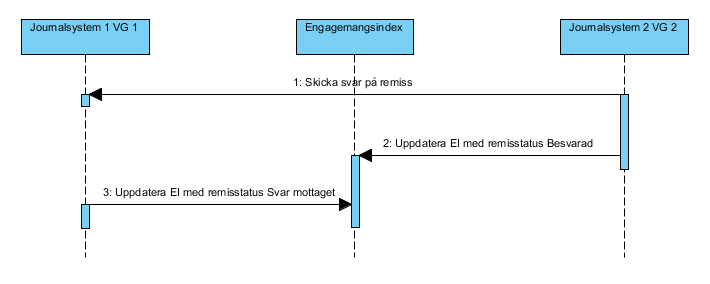 Journalsystem 1 VG 1
Engagemangsindex
Journalsystem 2 VG 2
1: Skicka svar på remiss
2: Uppdatera EI med remisstatus Besvarad
3: Uppdatera EI med remisstatus Svar mottaget